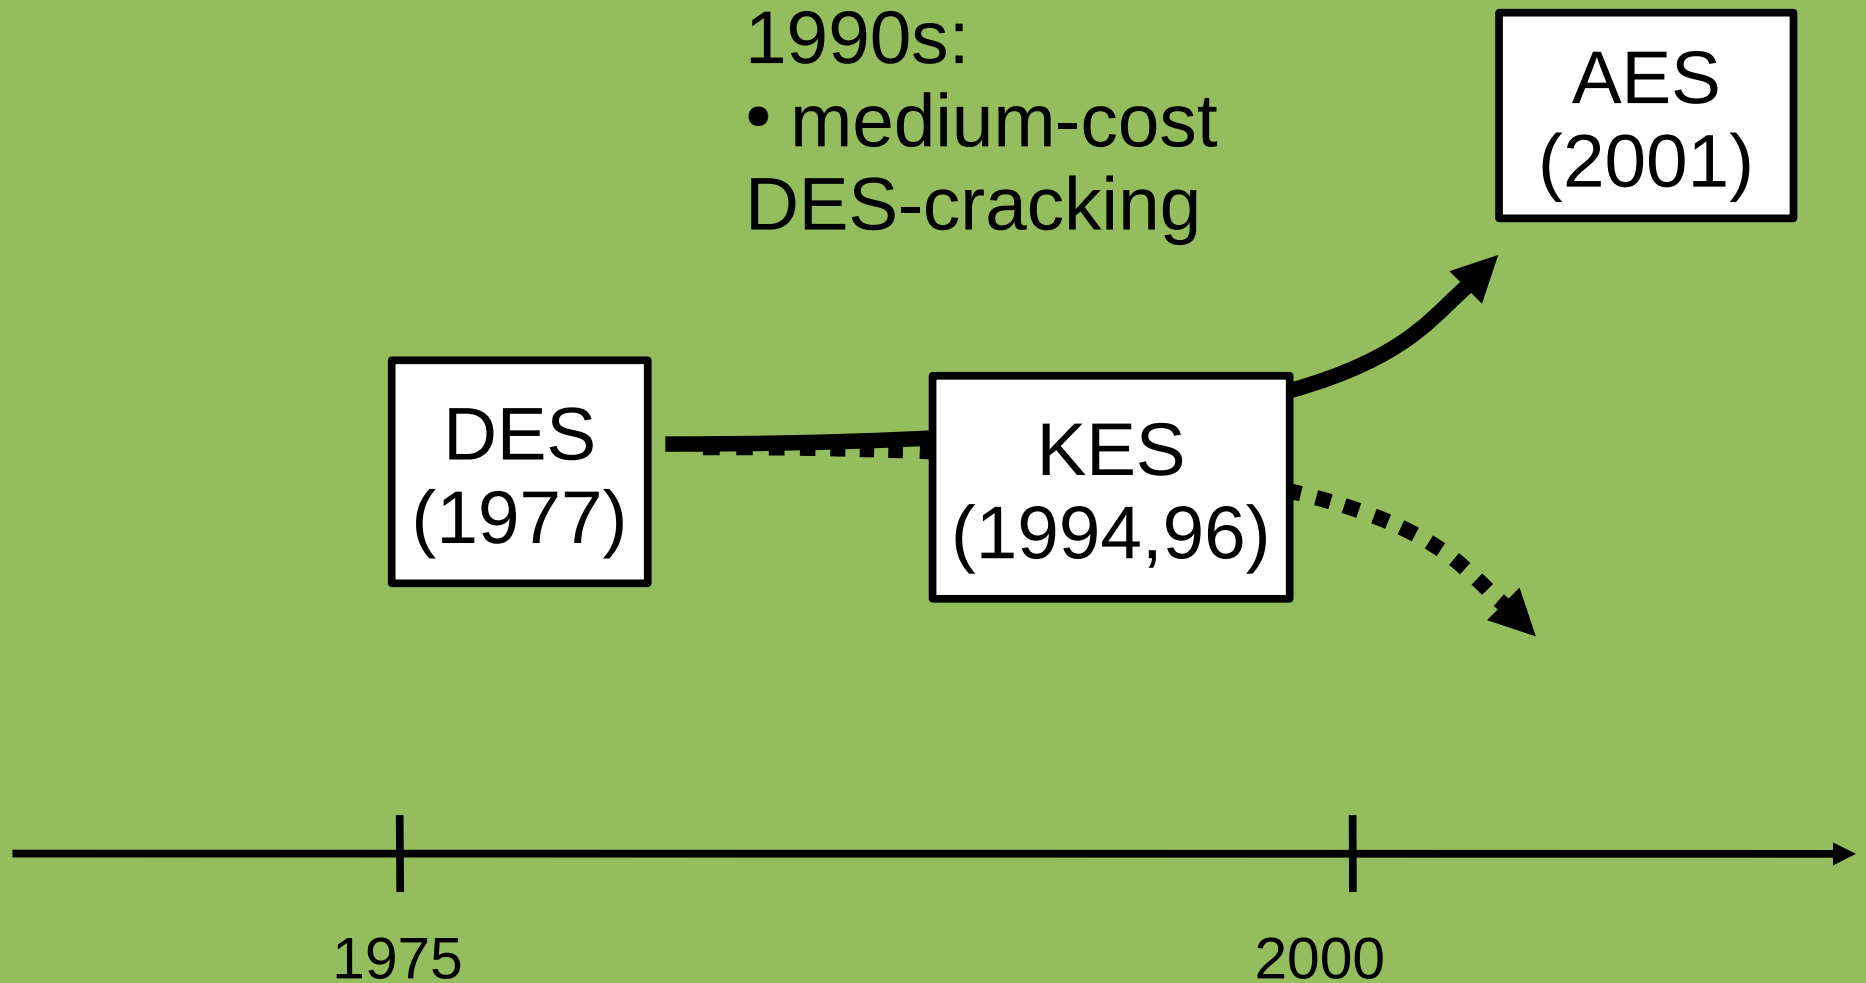 1990s:
• medium-cost
DES-cracking
AES
(2001)
DES
(1977)
KES
(1994,96)
1975
2000